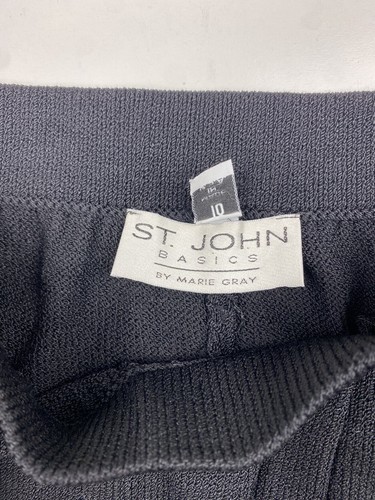 10
ST. JOHN
BASICS
BY MARIE GRAY